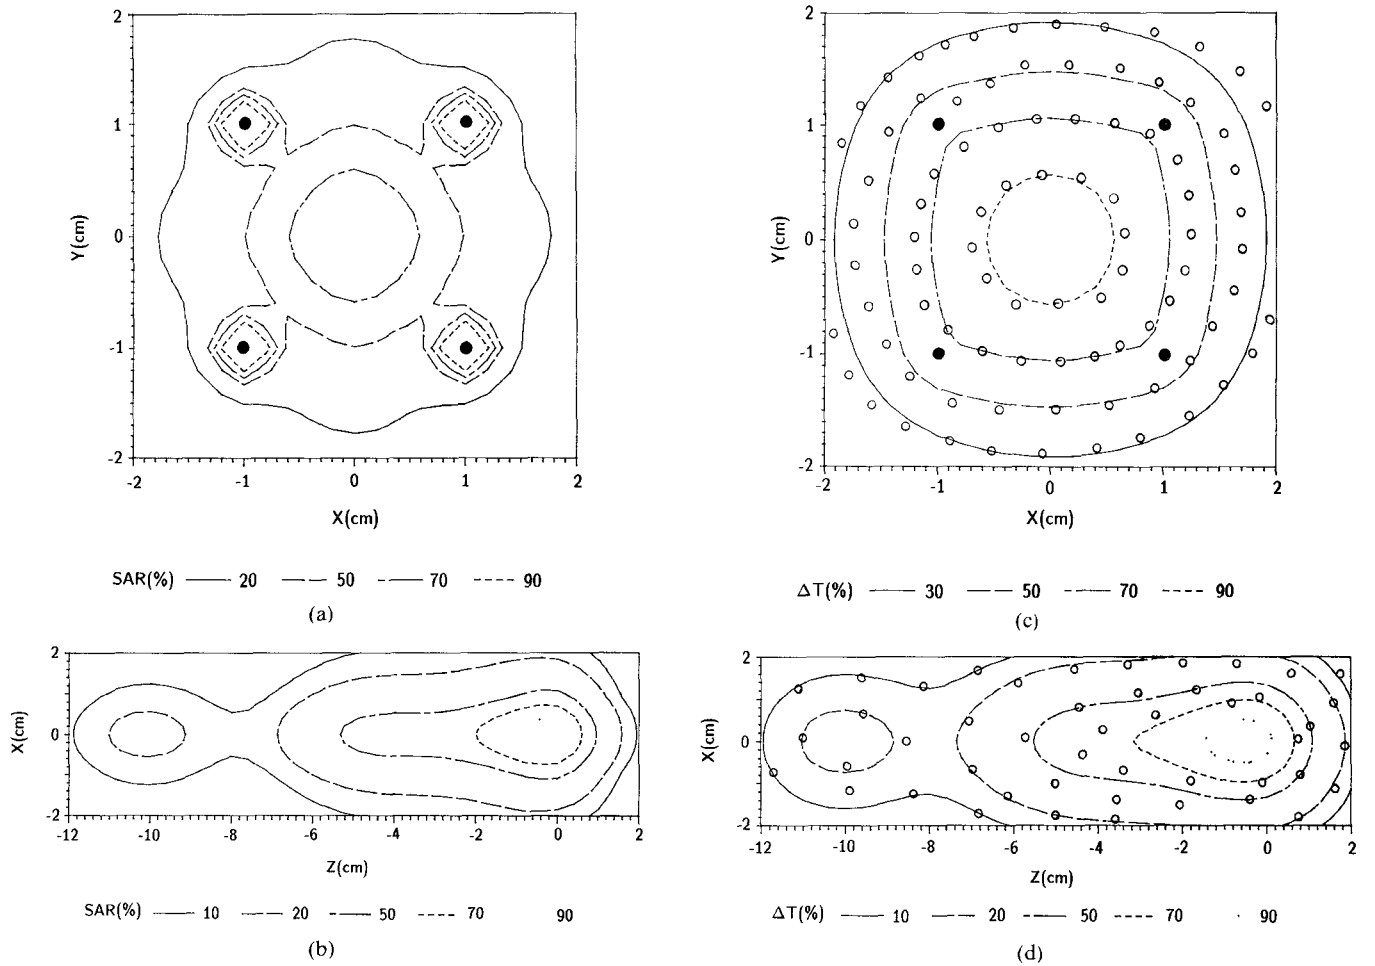 2
1
0
-1
-2
Y(cm)
-2 -1 0 1 2
X(cm)
SAR(%) 20 50 70 90
(a)
2
0
-2
X(cm)
-12 -10 -8 -6 -4 -2 0 2
Z(cm)
SAR(%) 10 20 50 70 90
(b)
2
1
0
-1
-2
Y(cm)
-2 -1 0 1 2
X(cm)
ΔT(%) 30 50 70 90
(c)
2
0
-2
X(cm)
-12 -10 -8 -6 -4 -2 0 2
Z(cm)
ΔT(%) 10 20 50 70 90
(d)